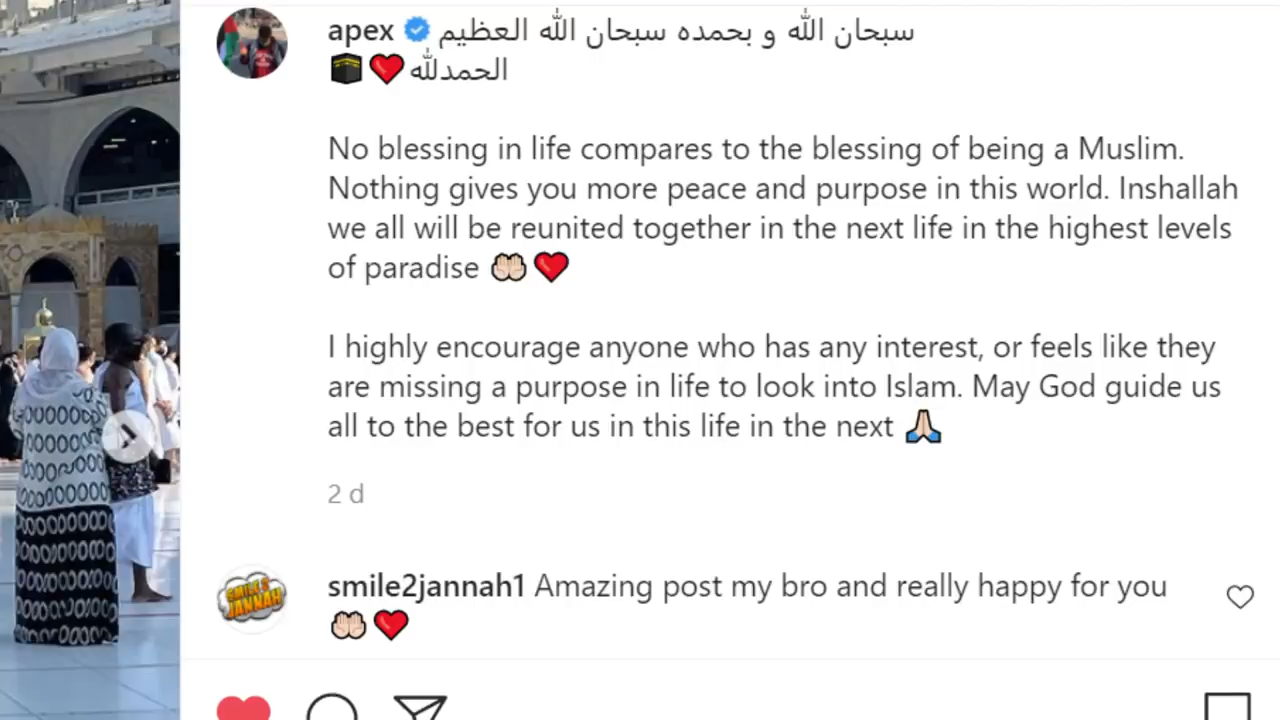 apex سبحان الله و بحمده سبحان الله العظيم
الحمدلله
No blessing in life compares to the blessing of being a Muslim.
Nothing gives you more peace and purpose in this world. Inshallah
we all will be reunited together in the next life in the highest levels
of paradise 🤲🏻❤️
I highly encourage anyone who has any interest, or feels like they
are missing a purpose in life to look into Islam. May God guide us
all to the best for us in this life in the next 🙏🏻
2 d
SMILE 2 JANNAH
smile2jannah1 Amazing post my bro and really happy for you
🤲🏻❤️